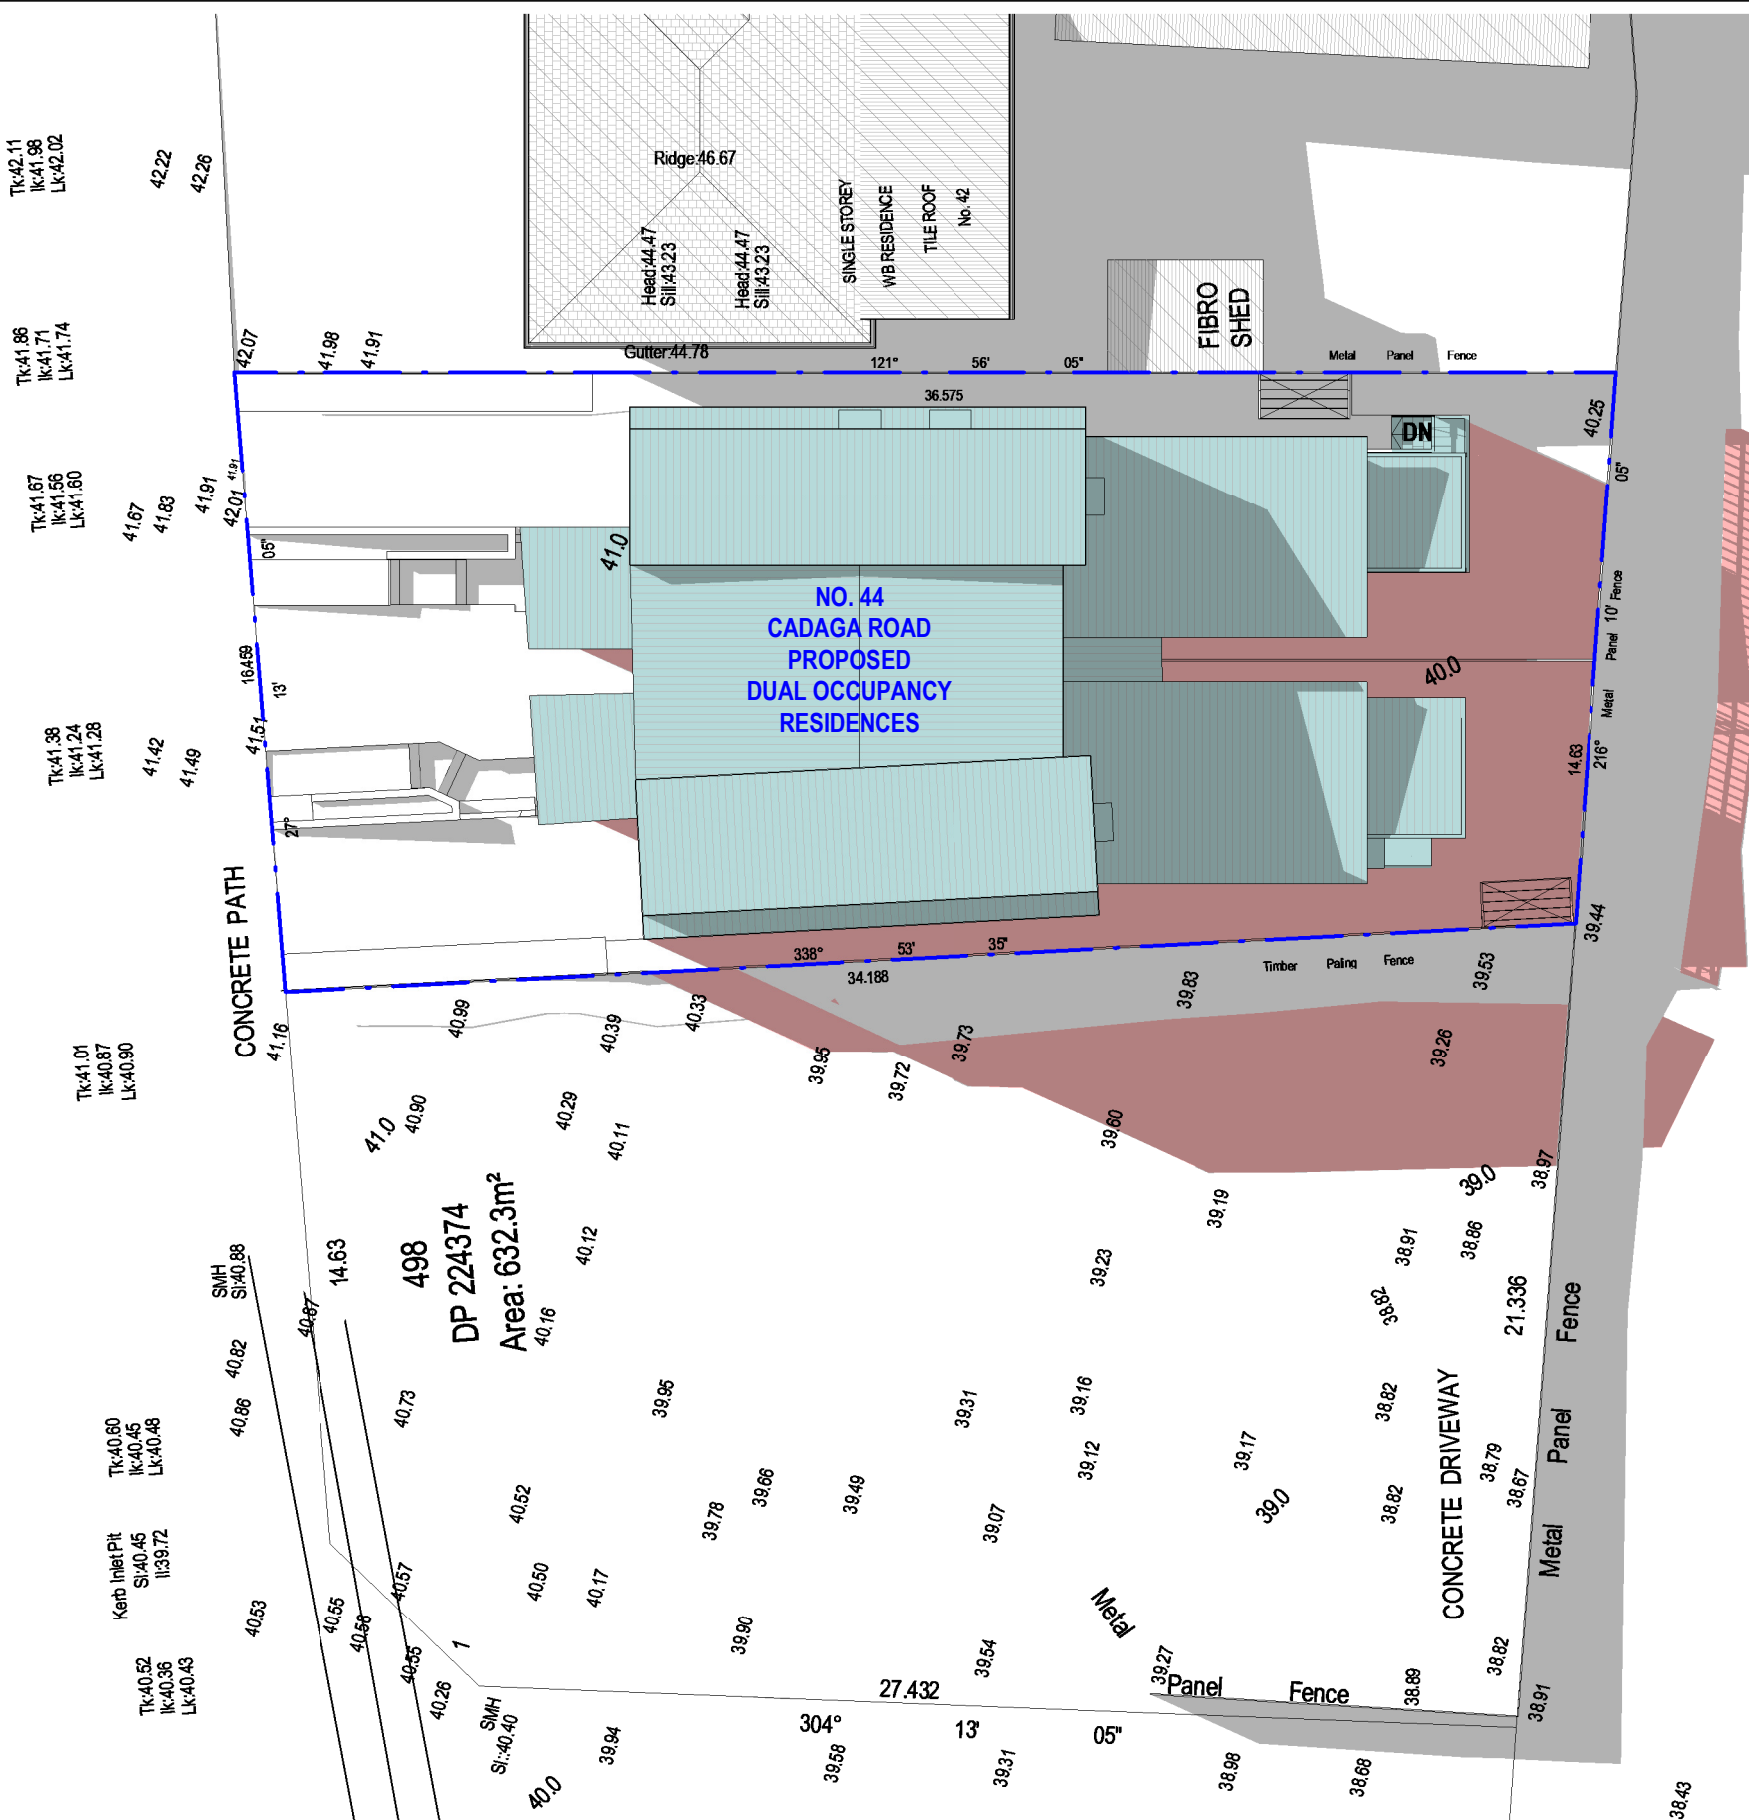 Tk:42.11
Ik:41.98
Lk:42.02
42.22
42.26
Ridge:46.67
Head:44.47
Sill:43.23
Head:44.47
Sill:43.23
SINGLE STOREY
WB RESIDENCE
TILE ROOF
No. 42
FIBRO
SHED
Tk:41.86
Ik:41.71
Lk:41.74
42.07
41.98
41.91
Gutter:44.78
121° 56' 05"
Metal Panel Fence
36.575
40.25
DN
05"
Tk:41.67
Ik:41.56
Lk:41.60
41.67
41.83
41.91
42.01
41.91
05"
41.0
NO. 44
CADAGA ROAD
PROPOSED
DUAL OCCUPANCY
RESIDENCES
16.459
13'
40.0
Metal Panel 10' Fence
Tk:41.38
Ik:41.24
Lk:41.28
41.42
41.49
41.51
27°
14.63
216°
39.44
CONCRETE PATH
338° 53' 35'
34.188
Timber Paling Fence
39.53
39.83
Tk:41.01
Ik:40.87
Lk:40.90
41.16
40.99
40.39
40.33
39.95
39.72
39.73
39.26
41.0
40.90
40.29
40.11
39.60
39.0
38.97
498
DP 224374
Area: 632.3m²
14.63
40.12
40.16
39.19
39.23
38.91
38.86
38.82
21.336
SMH
Sl:40.88
40.87
40.82
40.86
40.73
39.95
39.31
39.16
39.12
39.17
38.82
38.79
38.67
CONCRETE DRIVEWAY
Metal Panel Fence
Tk:40.60
Ik:40.45
Lk:40.48
40.52
39.78
39.66
39.49
39.07
39.0
38.82
Kerb Inlet Pit
Sl:40.45
Il:39.72
40.53
40.55
40.58
40.57
40.50
40.17
39.90
39.54
Metal Panel Fence
39.27
38.89
38.82
38.91
Tk:40.52
Ik:40.36
Lk:40.43
40.55
40.26
1
27.432
304° 13' 05"
SMH
Sl:.:40.40
40.0
39.94
39.58
39.31
38.98
38.68
38.43